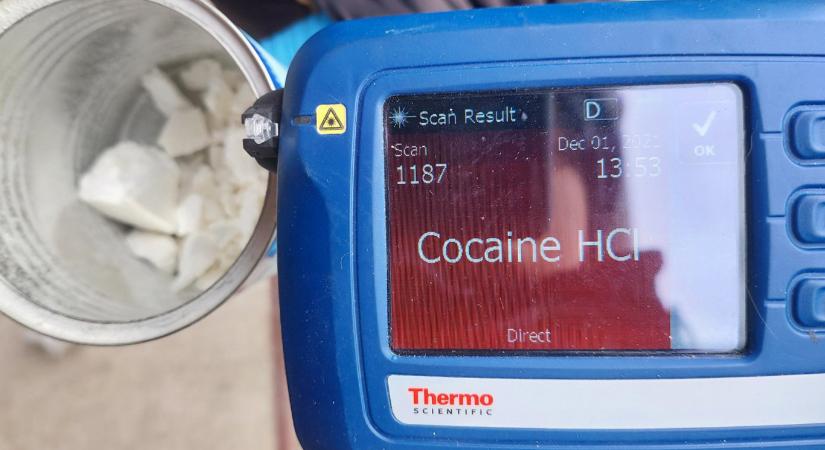 Scan Result D
Scan
Dec 01, 2021
1187
13:53
OK
Cocaine HCl
Direct
Thermo
SCIENTIFIC